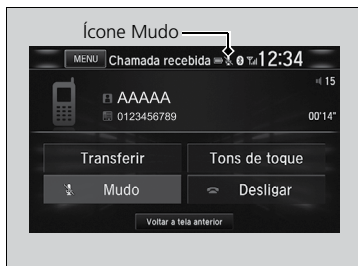 Ícone Mudo
MENU Chamada recebida 12:34
15
AAAAA
0123456789
00'14"
Transferir
Tons de toque
Mudo
Desligar
Voltar a tela anterior